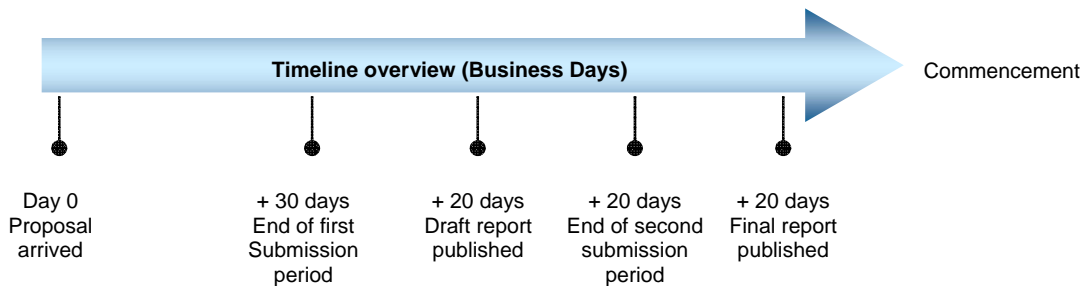 Timeline overview (Business Days)
Commencement
Day 0
Proposal
arrived
+ 30 days
End of first
Submission
period
+ 20 days
Draft report
published
+ 20 days
End of second
submission
period
+ 20 days
Final report
published